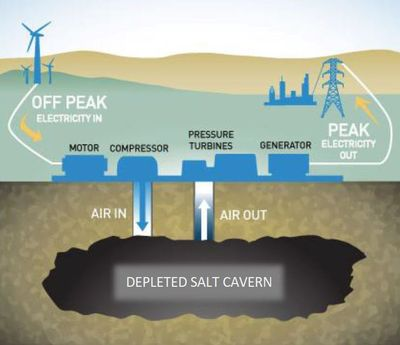 OFF PEAK
ELECTRICITY IN
PEAK
ELECTRICITY
OUT
MOTOR
COMPRESSOR
PRESSURE
TURBINES
GENERATOR
AIR IN
AIR OUT
DEPLETED SALT CAVERN